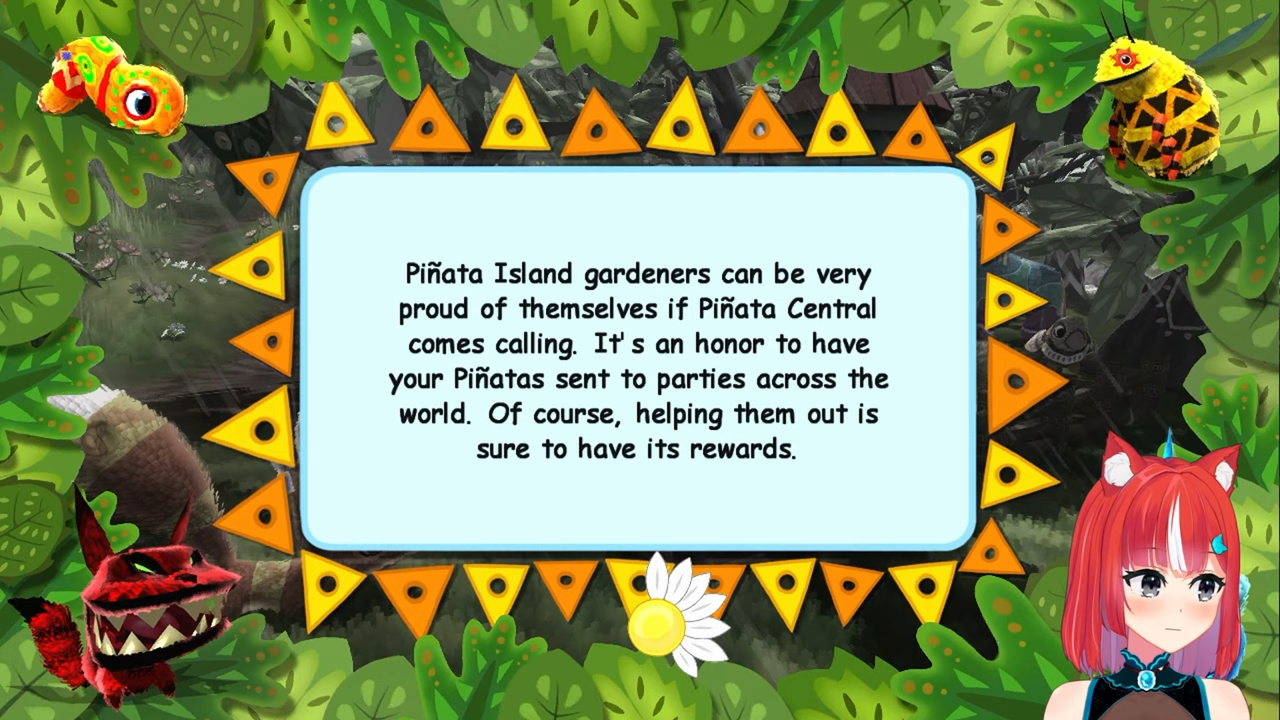 Piñata Island gardeners can be very
proud of themselves if Piñata Central
comes calling. It's an honor to have
your Piñatas sent to parties across the
world. Of course, helping them out is
sure to have its rewards.